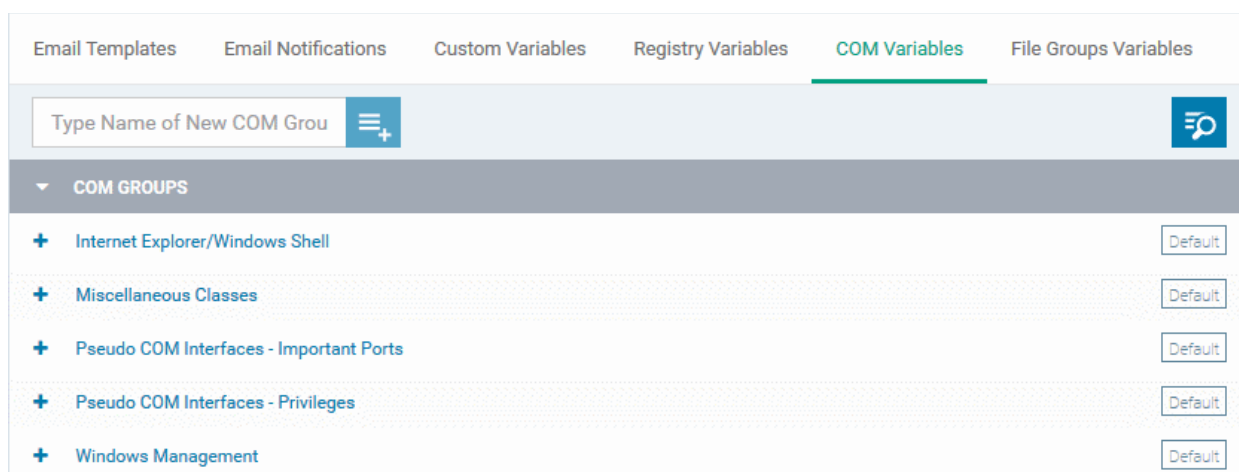 Email Templates Email Notifications Custom Variables Registry Variables COM Variables File Groups Variables
Type Name of New COM Grou
COM GROUPS
Internet Explorer/Windows Shell Default
Miscellaneous Classes Default
Pseudo COM Interfaces - Important Ports Default
Pseudo COM Interfaces - Privileges Default
Windows Management Default